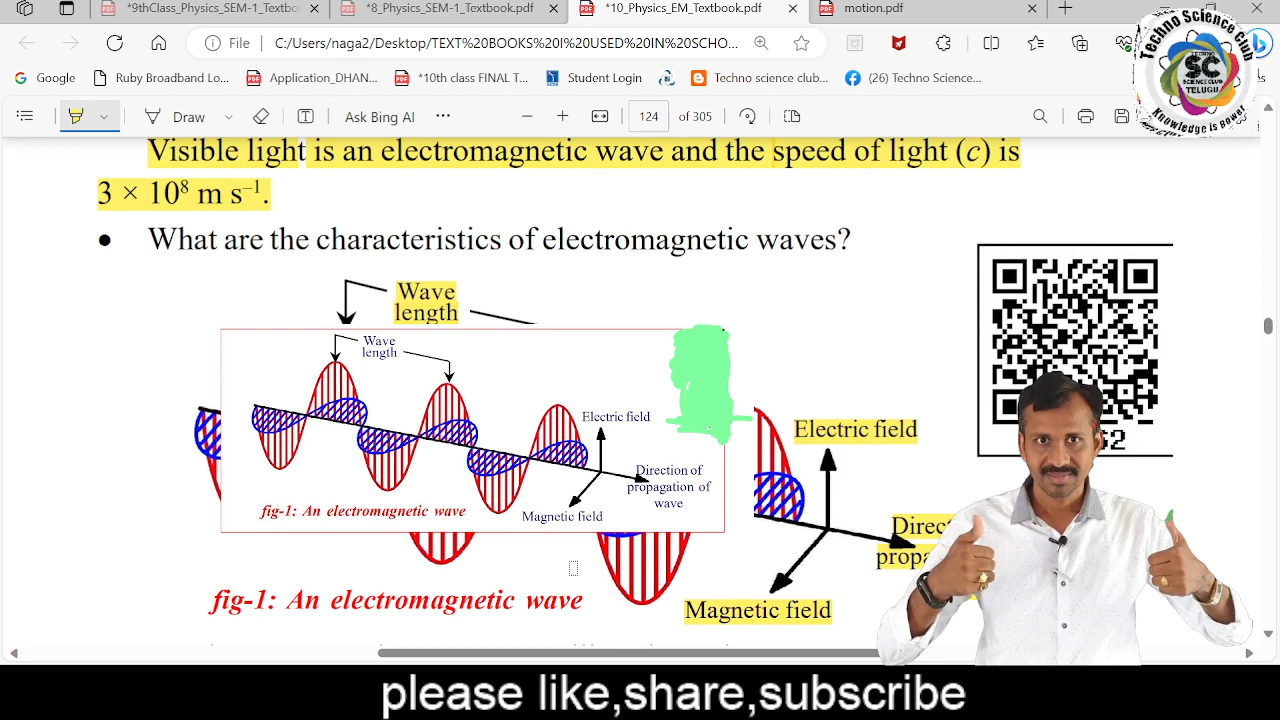 *9thClass_Physics_SEM-1_Textbo
*8_Physics_SEM-1_Textbook.pdf
*10_Physics_EM_Textbook.pdf
motion.pdf
File
C:/Users/naga2/Desktop/TEXT%20BOOKS%20I%20USED%20IN%20SCHO...
Google
Ruby Broadband Lo...
Application_DHAN...
*10th class FINAL T...
Student Login
Techno science club...
(26) Techno Science...
Draw
Ask Bing AI
124
of 305
Techno Science Club
TECHNO
SC
SCIENCE CLUB
TELUGU
Knowledge is Power
Visible light is an electromagnetic wave and the speed of light (c) is
3 × 10⁸ m s⁻¹.
• What are the characteristics of electromagnetic waves?
Wave
length
Wave
length
Electric field
Direction of
propagation of
wave
Magnetic field
fig-1: An electromagnetic wave
Electric field
Direct
propa
Magnetic field
fig-1: An electromagnetic wave
please like,share,subscribe